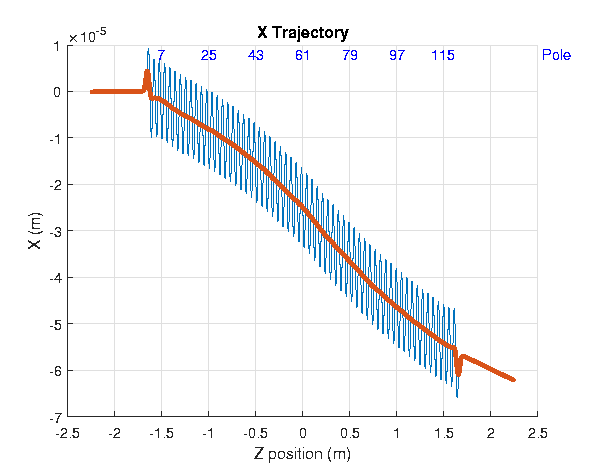 X Trajectory
×10⁻⁵
7 25 43 61 79 97 115 Pole
1
0
-1
-2
-3
-4
-5
-6
-7
X (m)
-2.5 -2 -1.5 -1 -0.5 0 0.5 1 1.5 2 2.5
Z position (m)